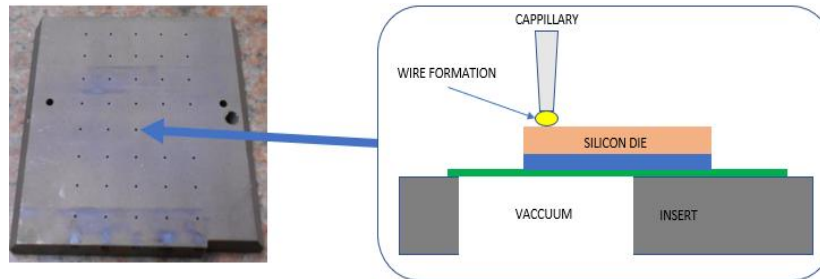 CAPPILLARY
WIRE FORMATION
SILICON DIE
VACCUUM
INSERT